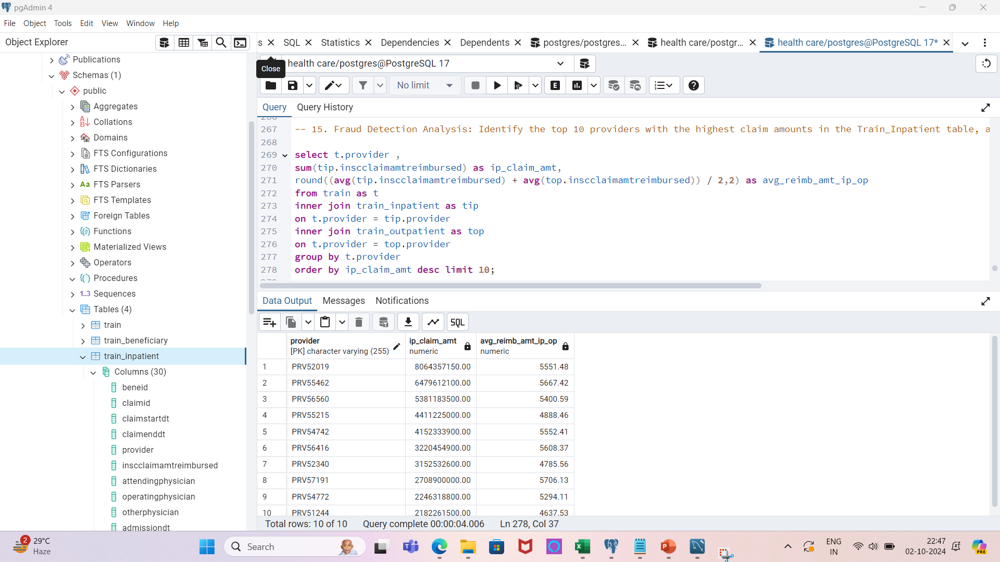 pgAdmin 4
File Object Tools Edit View Window Help
Object Explorer
s SQL Statistics Dependencies Dependents postgres/postgres... health care/postgr... health care/postgres@PostgreSQL 17*
Close
health care/postgres@PostgreSQL 17
No limit
E
Query Query History
267 -- 15. Fraud Detection Analysis: Identify the top 10 providers with the highest claim amounts in the Train_Inpatient table, a
268
269 select t.provider ,
270 sum(tip.inscclaimamtreimbursed) as ip_claim_amt,
271 round((avg(tip.inscclaimamtreimbursed) + avg(top.inscclaimamtreimbursed)) / 2,2) as avg_reimb_amt_ip_op
272 from train as t
273 inner join train_inpatient as tip
274 on t.provider = tip.provider
275 inner join train_outpatient as top
276 on t.provider = top.provider
277 group by t.provider
278 order by ip_claim_amt desc limit 10;
Publications
Schemas (1)
public
Aggregates
Collations
Domains
FTS Configurations
FTS Dictionaries
Aa FTS Parsers
FTS Templates
Foreign Tables
Functions
Materialized Views
Operators
Procedures
1..3 Sequences
Tables (4)
train
train_beneficiary
train_inpatient
Columns (30)
beneid
claimid
claimstartdt
claimenddt
provider
inscclaimamtreimbursed
attendingphysician
operatingphysician
otherphysician
admissiondt
Data Output Messages Notifications
SQL
provider ip_claim_amt avg_reimb_amt_ip_op
[PK] character varying (255) numeric numeric
1 PRV52019 8064357150.00 5551.48
2 PRV55462 6479612100.00 5667.42
3 PRV56560 5381183500.00 5400.59
4 PRV55215 4411225000.00 4888.46
5 PRV54742 4152333900.00 5552.41
6 PRV56416 3220454900.00 5608.37
7 PRV52340 3152532600.00 4785.56
8 PRV57191 2708900000.00 5706.13
9 PRV54772 2246318800.00 5294.11
10 PRV51244 2182261500.00 4637.53
Total rows: 10 of 10 Query complete 00:00:04.006 Ln 278, Col 37
2
29°C
Haze
Search
ENG
IN
22:47
02-10-2024
PRE